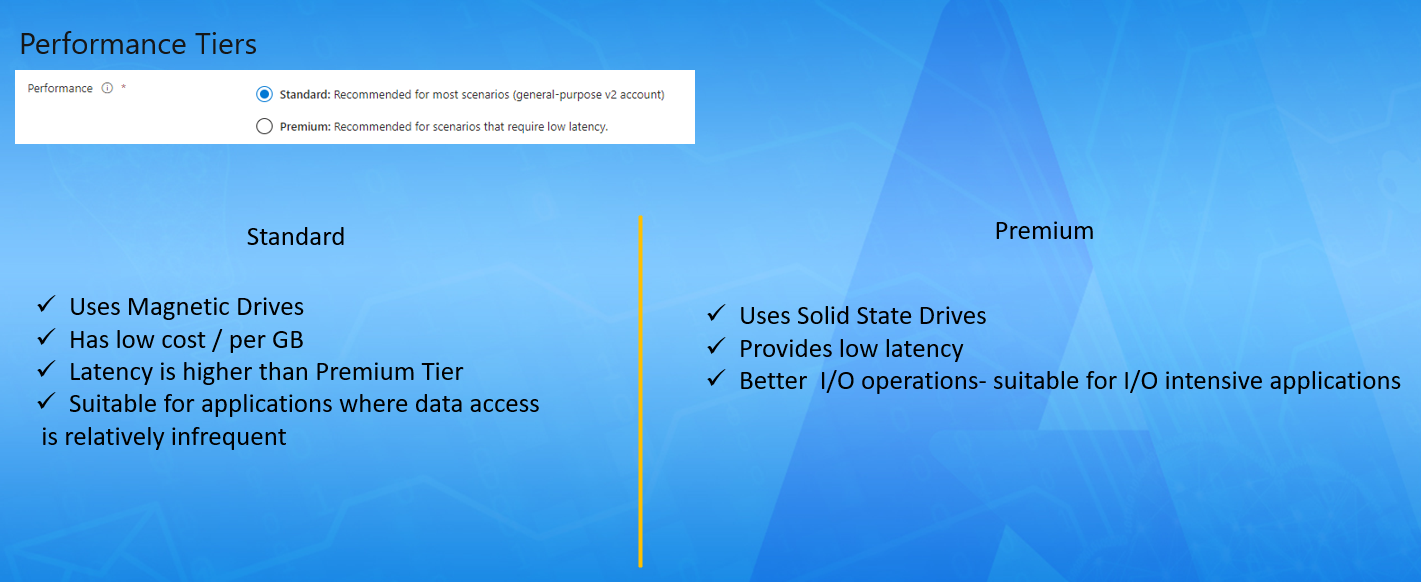 Performance Tiers
Performance ⓘ *
Standard: Recommended for most scenarios (general-purpose v2 account)
Premium: Recommended for scenarios that require low latency.
Standard
✓ Uses Magnetic Drives
✓ Has low cost / per GB
✓ Latency is higher than Premium Tier
✓ Suitable for applications where data access
is relatively infrequent
Premium
✓ Uses Solid State Drives
✓ Provides low latency
✓ Better I/O operations- suitable for I/O intensive applications